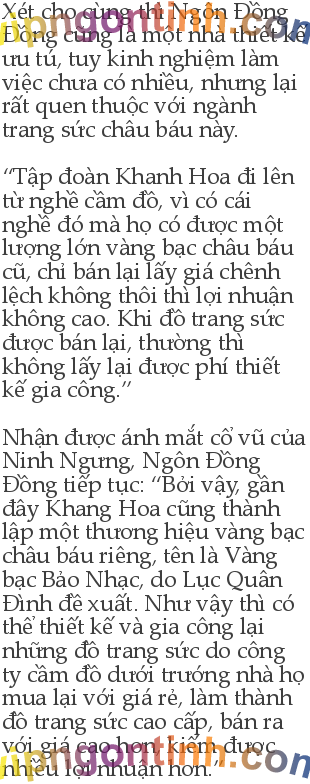 Xét cho cùng thì Ngôn Đồng
Đồng cũng là một nhà thiết kế
ưu tú, tuy kinh nghiệm làm
việc chưa có nhiều, nhưng lại
rất quen thuộc với ngành
trang sức châu báu này.
“Tập đoàn Khanh Hoa đi lên
từ nghề cầm đồ, vì có cái
nghề đó mà họ có được một
lượng lớn vàng bạc châu báu
cũ, chỉ bán lại lấy giá chênh
lệch không thôi thì lợi nhuận
không cao. Khi đồ trang sức
được bán lại, thường thì
không lấy lại được phí thiết
kế gia công.”
Nhận được ánh mắt cổ vũ của
Ninh Ngưng, Ngôn Đồng
Đồng tiếp tục: “Bởi vậy, gần
đây Khang Hoa cũng thành
lập một thương hiệu vàng bạc
châu báu riêng, tên là Vàng
bạc Bảo Nhạc, do Lục Quân
Đình đề xuất. Như vậy thì có
thể thiết kế và gia công lại
những đồ trang sức do công
ty cầm đồ dưới trướng nhà họ
mua lại với giá rẻ, làm thành
đồ trang sức cao cấp, bán ra
với giá cao hơn, kiếm được
nhiều lợi nhuận hơn.”